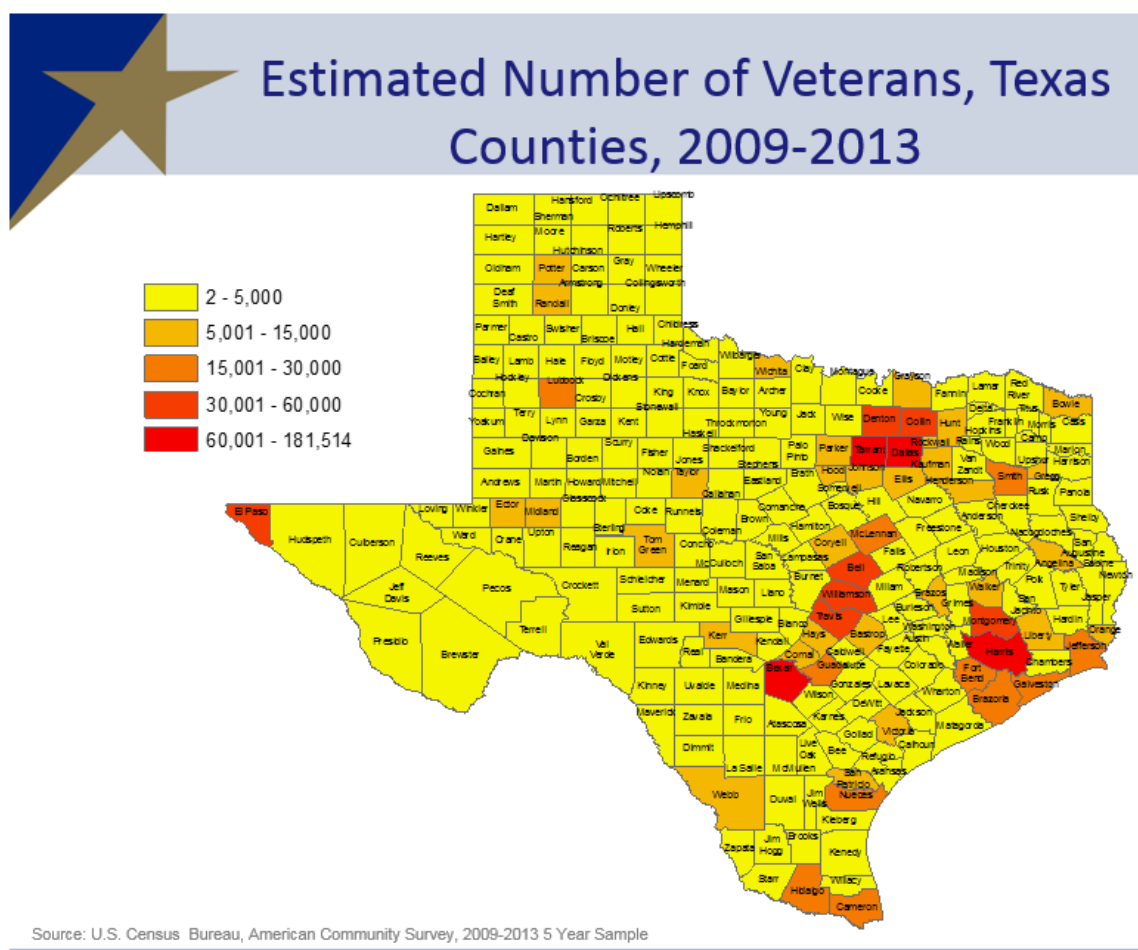 Estimated Number of Veterans, Texas
Counties, 2009-2013
2 - 5,000
5,001 - 15,000
15,001 - 30,000
30,001 - 60,000
60,001 - 181,514
Dallam
Sherman
Hansford
Ochiltree
Lipscomb
Hartley
Moore
Hutchinson
Roberts
Hemphill
Oldham
Potter
Carson
Gray
Wheeler
Deaf
Smith
Randall
Armstrong
Donley
Collingsworth
Parmer
Castro
Swisher
Briscoe
Hall
Childress
Hardeman
Bailey
Lamb
Hale
Floyd
Motley
Cottle
Foard
Wilbarger
Wichita
Clay
Montague
Cooke
Grayson
Fannin
Lamar
Red
River
Bowie
Cochran
Hockley
Lubbock
Crosby
Dickens
King
Knox
Baylor
Archer
Yoakum
Terry
Lynn
Garza
Kent
Stonewall
Haskell
Throckmorton
Young
Jack
Wise
Denton
Collin
Hunt
Delta
Hopkins
Franklin
Titus
Morris
Cass
Camp
Gaines
Dawson
Borden
Scurry
Fisher
Jones
Shackelford
Stephens
Palo
Pinto
Parker
Tarrant
Dallas
Rockwall
Kaufman
Rains
Wood
Van
Zandt
Upshur
Marion
Harrison
Andrews
Martin
Howard
Mitchell
Nolan
Taylor
Callahan
Eastland
Erath
Hood
Somervell
Johnson
Ellis
Henderson
Smith
Gregg
Rusk
Panola
El Paso
Hudspeth
Culberson
Loving
Winkler
Ector
Midland
Glasscock
Sterling
Coke
Runnels
Coleman
Brown
Comanche
Hamilton
Bosque
Hill
Navarro
Freestone
Anderson
Cherokee
Nacogdoches
Shelby
Reeves
Ward
Crane
Upton
Reagan
Irion
Tom
Green
Concho
McCulloch
San
Saba
Mills
Lampasas
Coryell
McLennan
Falls
Leon
Houston
Angelina
San
Augustine
Sabine
Jeff
Davis
Pecos
Crockett
Schleicher
Menard
Mason
Llano
Burnet
Bell
Robertson
Madison
Trinity
Polk
Tyler
Jasper
Newton
Presidio
Brewster
Terrell
Sutton
Kimble
Gillespie
Blanco
Williamson
Milam
Brazos
Grimes
Walker
San
Jacinto
Hardin
Val
Verde
Edwards
Real
Kerr
Kendall
Bandera
Hays
Travis
Bastrop
Lee
Burleson
Washington
Montgomery
Liberty
Orange
Kinney
Uvalde
Medina
Bexar
Comal
Guadalupe
Caldwell
Fayette
Austin
Waller
Harris
Chambers
Jefferson
Maverick
Zavala
Frio
Atascosa
Wilson
Gonzales
Lavaca
Colorado
Fort
Bend
Galveston
Brazoria
Wharton
Dimmit
La Salle
McMullen
Live
Oak
Karnes
DeWitt
Goliad
Victoria
Jackson
Matagorda
Calhoun
Bee
Refugio
Aransas
San
Patricio
Nueces
Webb
Duval
Jim
Wells
Kleberg
Zapata
Jim
Hogg
Brooks
Kenedy
Starr
Hidalgo
Willacy
Cameron
Source: U.S. Census Bureau, American Community Survey, 2009-2013 5 Year Sample